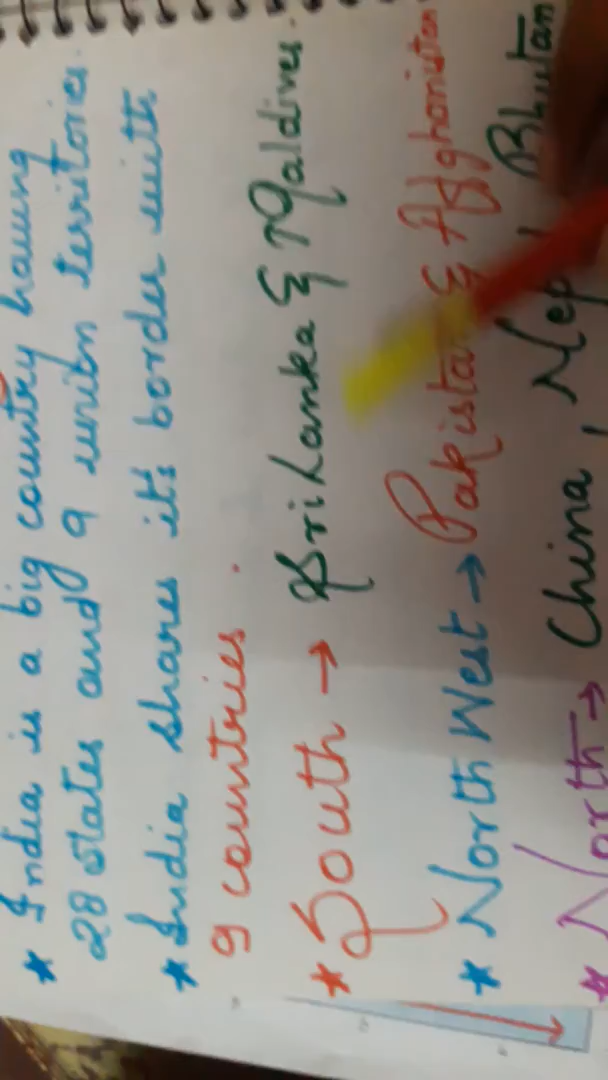 * India is a big country having
28 states and 9 union territories.
* India shares its border with
9 countries.
* South → Sri Lanka & Maldives.
* North West → Pakistan & Afghanistan
* North → China, Nep, Bhutan